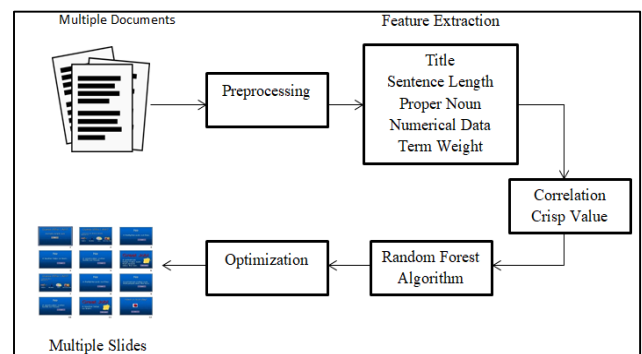 Multiple Documents
Feature Extraction
Preprocessing
Title
Sentence Length
Proper Noun
Numerical Data
Term Weight
Correlation
Crisp Value
Random Forest
Algorithm
Optimization
Multiple Slides